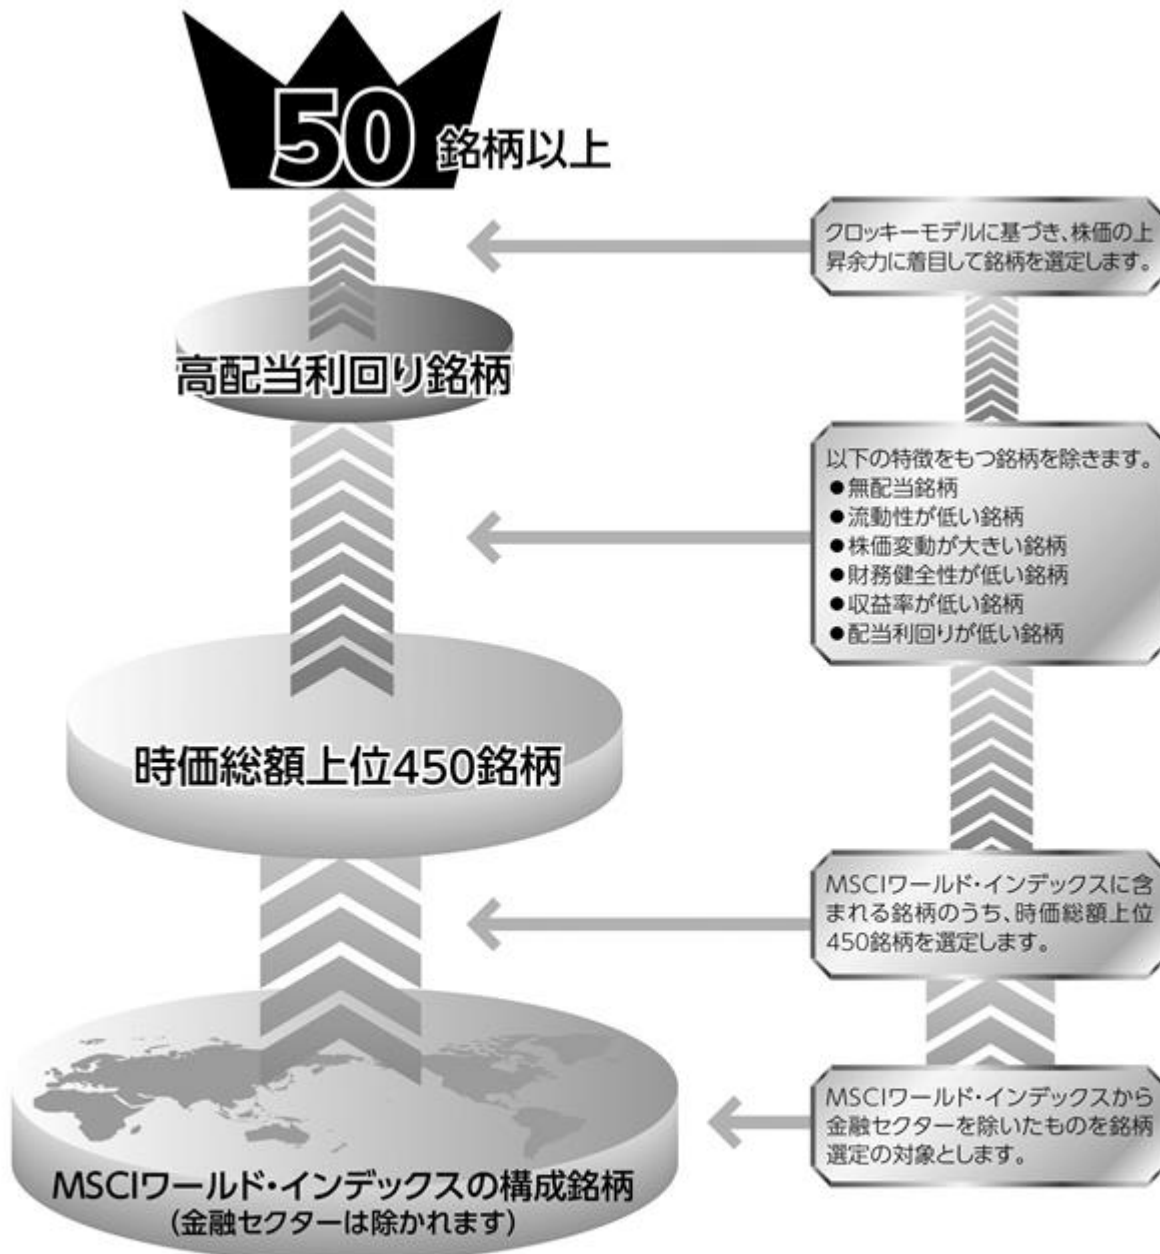 50 銘柄以上
クロッキーモデルに基づき、株価の上
昇余力に着目して銘柄を選定します。
高配当利回り銘柄
以下の特徴をもつ銘柄を除きます。
●無配当銘柄
●流動性が低い銘柄
●株価変動が大きい銘柄
●財務健全性が低い銘柄
●収益率が低い銘柄
●配当利回りが低い銘柄
時価総額上位450銘柄
MSCIワールド・インデックスに含
まれる銘柄のうち、時価総額上位
450銘柄を選定します。
MSCIワールド・インデックスから
金融セクターを除いたものを銘柄
選定の対象とします。
MSCIワールド・インデックスの構成銘柄
(金融セクターは除かれます)